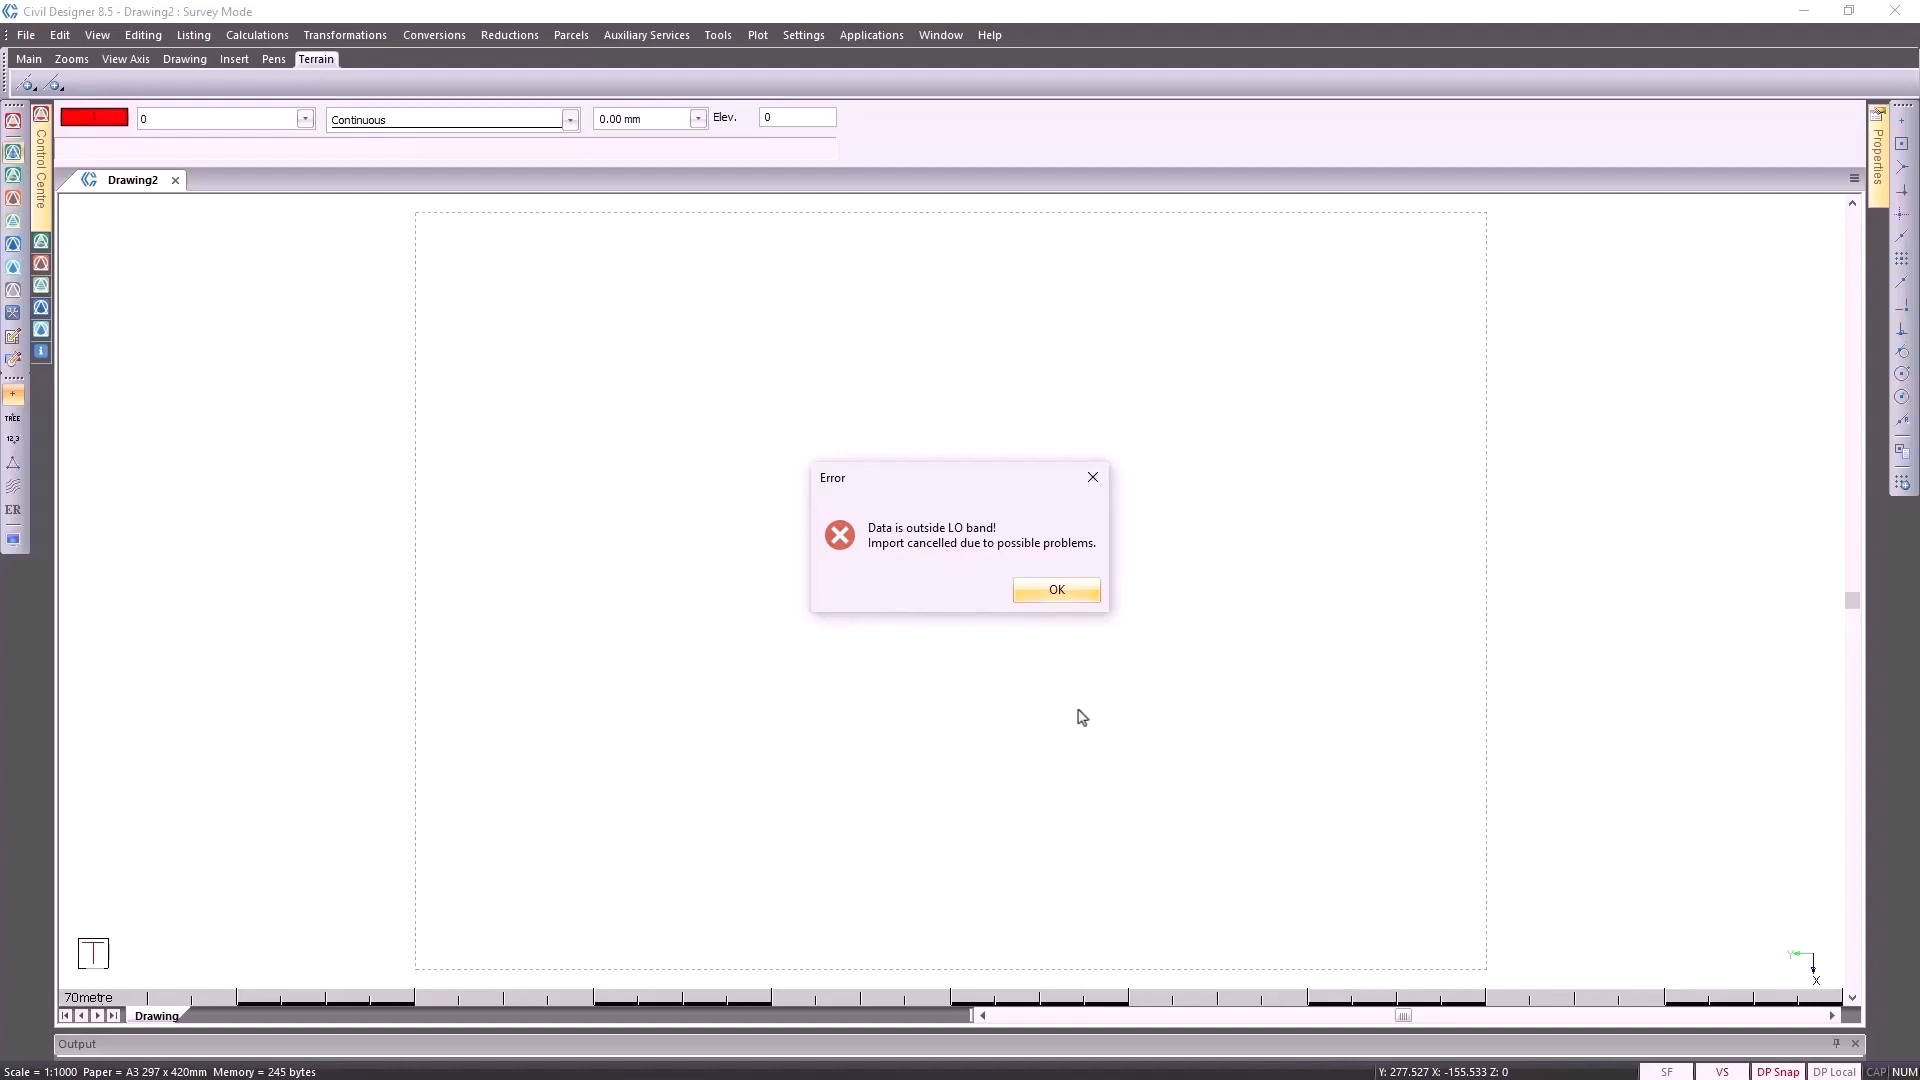 Civil Designer 8.5 - Drawing2 : Survey Mode
File Edit View Editing Listing Calculations Transformations Conversions Reductions Parcels Auxiliary Services Tools Plot Settings Applications Window Help
Main Zooms View Axis Drawing Insert Pens Terrain
0 Continuous 0.00 mm Elev. 0
Control Centre
Properties
Drawing2
TREE
12,3
ER
Error
Data is outside LO band!
Import cancelled due to possible problems.
OK
T
Y
X
70metre
Drawing
Output
Scale = 1:1000 Paper = A3 297 x 420mm Memory = 245 bytes Y: 277.527 X: -155.533 Z: 0 SF VS DP Snap DP Local CAP NUM